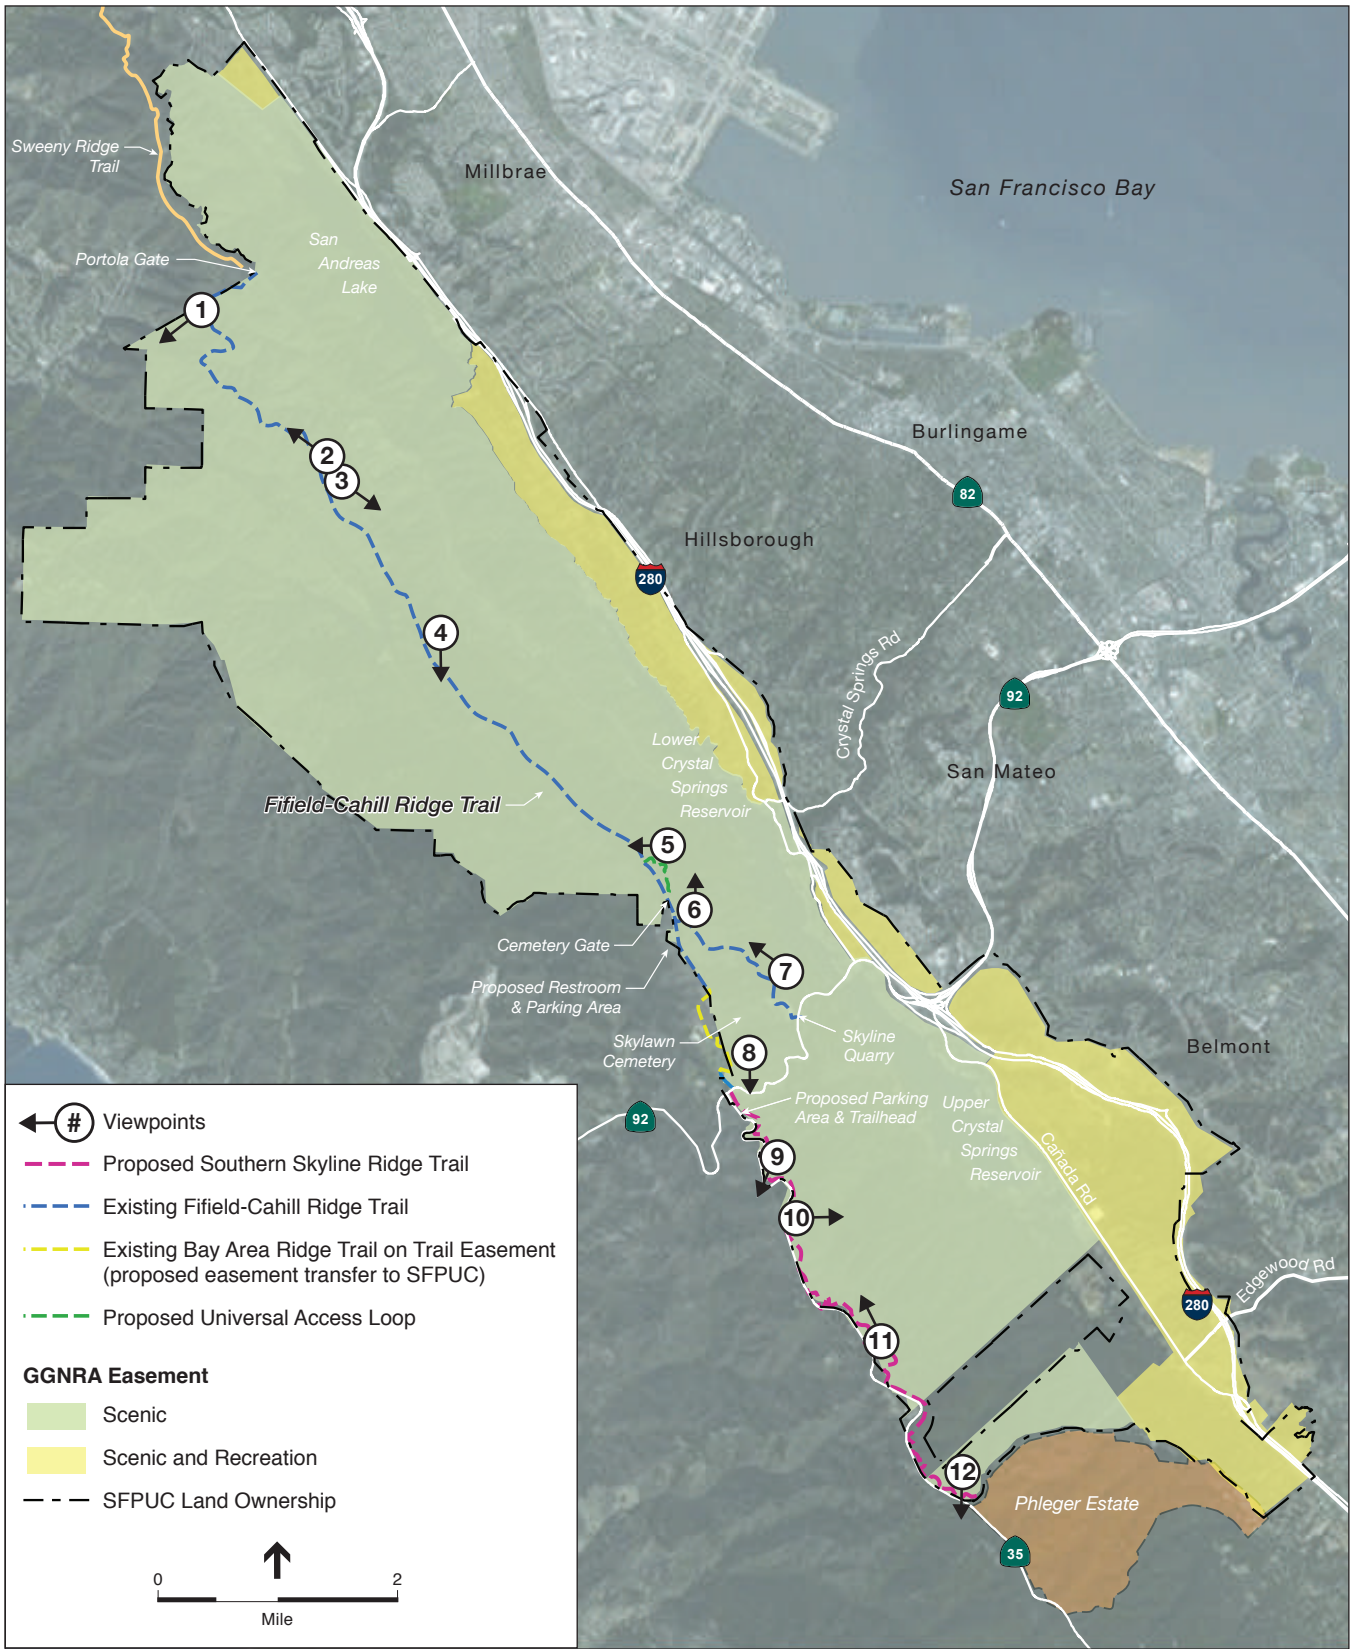 Sweeny Ridge
Trail
Millbrae
San Francisco Bay
San
Andreas
Lake
Portola Gate
1
Burlingame
2
3
82
Hillsborough
280
4
Crystal Springs Rd
92
Lower
Crystal
Springs
Reservoir
San Mateo
Fifield-Cahill Ridge Trail
5
6
Cemetery Gate
7
Proposed Restroom
& Parking Area
Skylawn
Cemetery
Skyline
Quarry
8
Belmont
Proposed Parking
Area & Trailhead
Upper
Crystal
Springs
Reservoir
92
Cañada Rd
9
10
Edgewood Rd
280
11
12
Phleger Estate
35
# Viewpoints
Proposed Southern Skyline Ridge Trail
Existing Fifield-Cahill Ridge Trail
Existing Bay Area Ridge Trail on Trail Easement
(proposed easement transfer to SFPUC)
Proposed Universal Access Loop
GGNRA Easement
Scenic
Scenic and Recreation
SFPUC Land Ownership
0 2
Mile